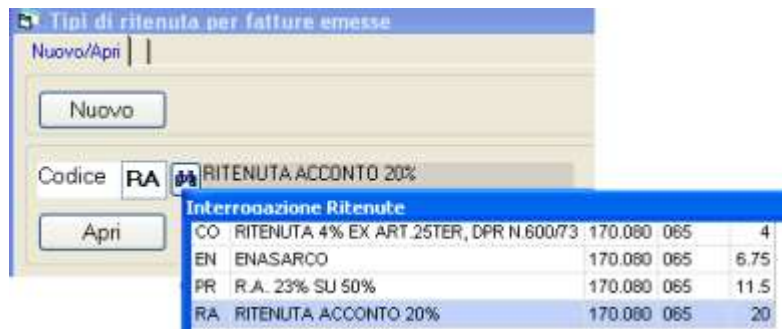 Tipi di ritenuta per fatture emesse
Nuovo/Apri
Nuovo
Codice RA RITENUTA ACCONTO 20%
Apri
Interrogazione Ritenute
CO RITENUTA 4% EX ART.25TER, DPR N.600/73 170.080 065 4
EN ENASARCO 170.080 065 6.75
PR R.A. 23% SU 50% 170.080 065 11.5
RA RITENUTA ACCONTO 20% 170.080 065 20